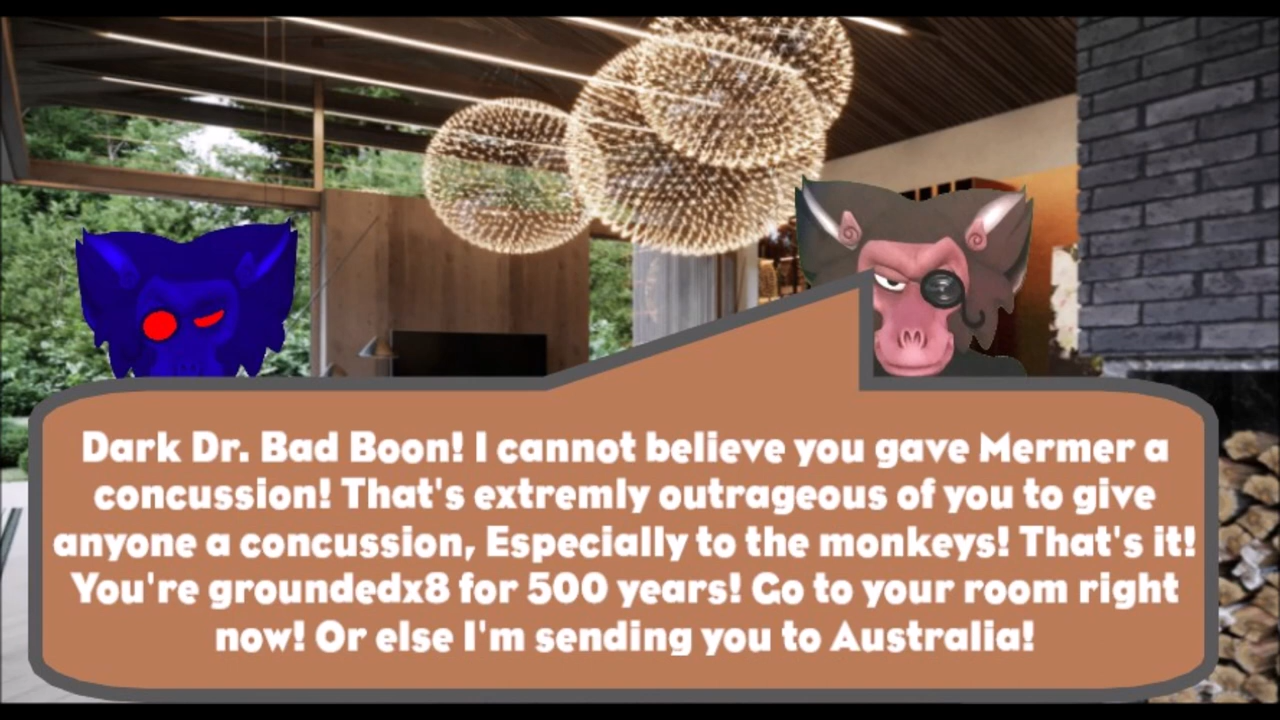 Dark Dr. Bad Boon! I cannot believe you gave Mermer a
concussion! That's extremly outrageous of you to give
anyone a concussion, Especially to the monkeys! That's it!
You're groundedx8 for 500 years! Go to your room right
now! Or else I'm sending you to Australia!